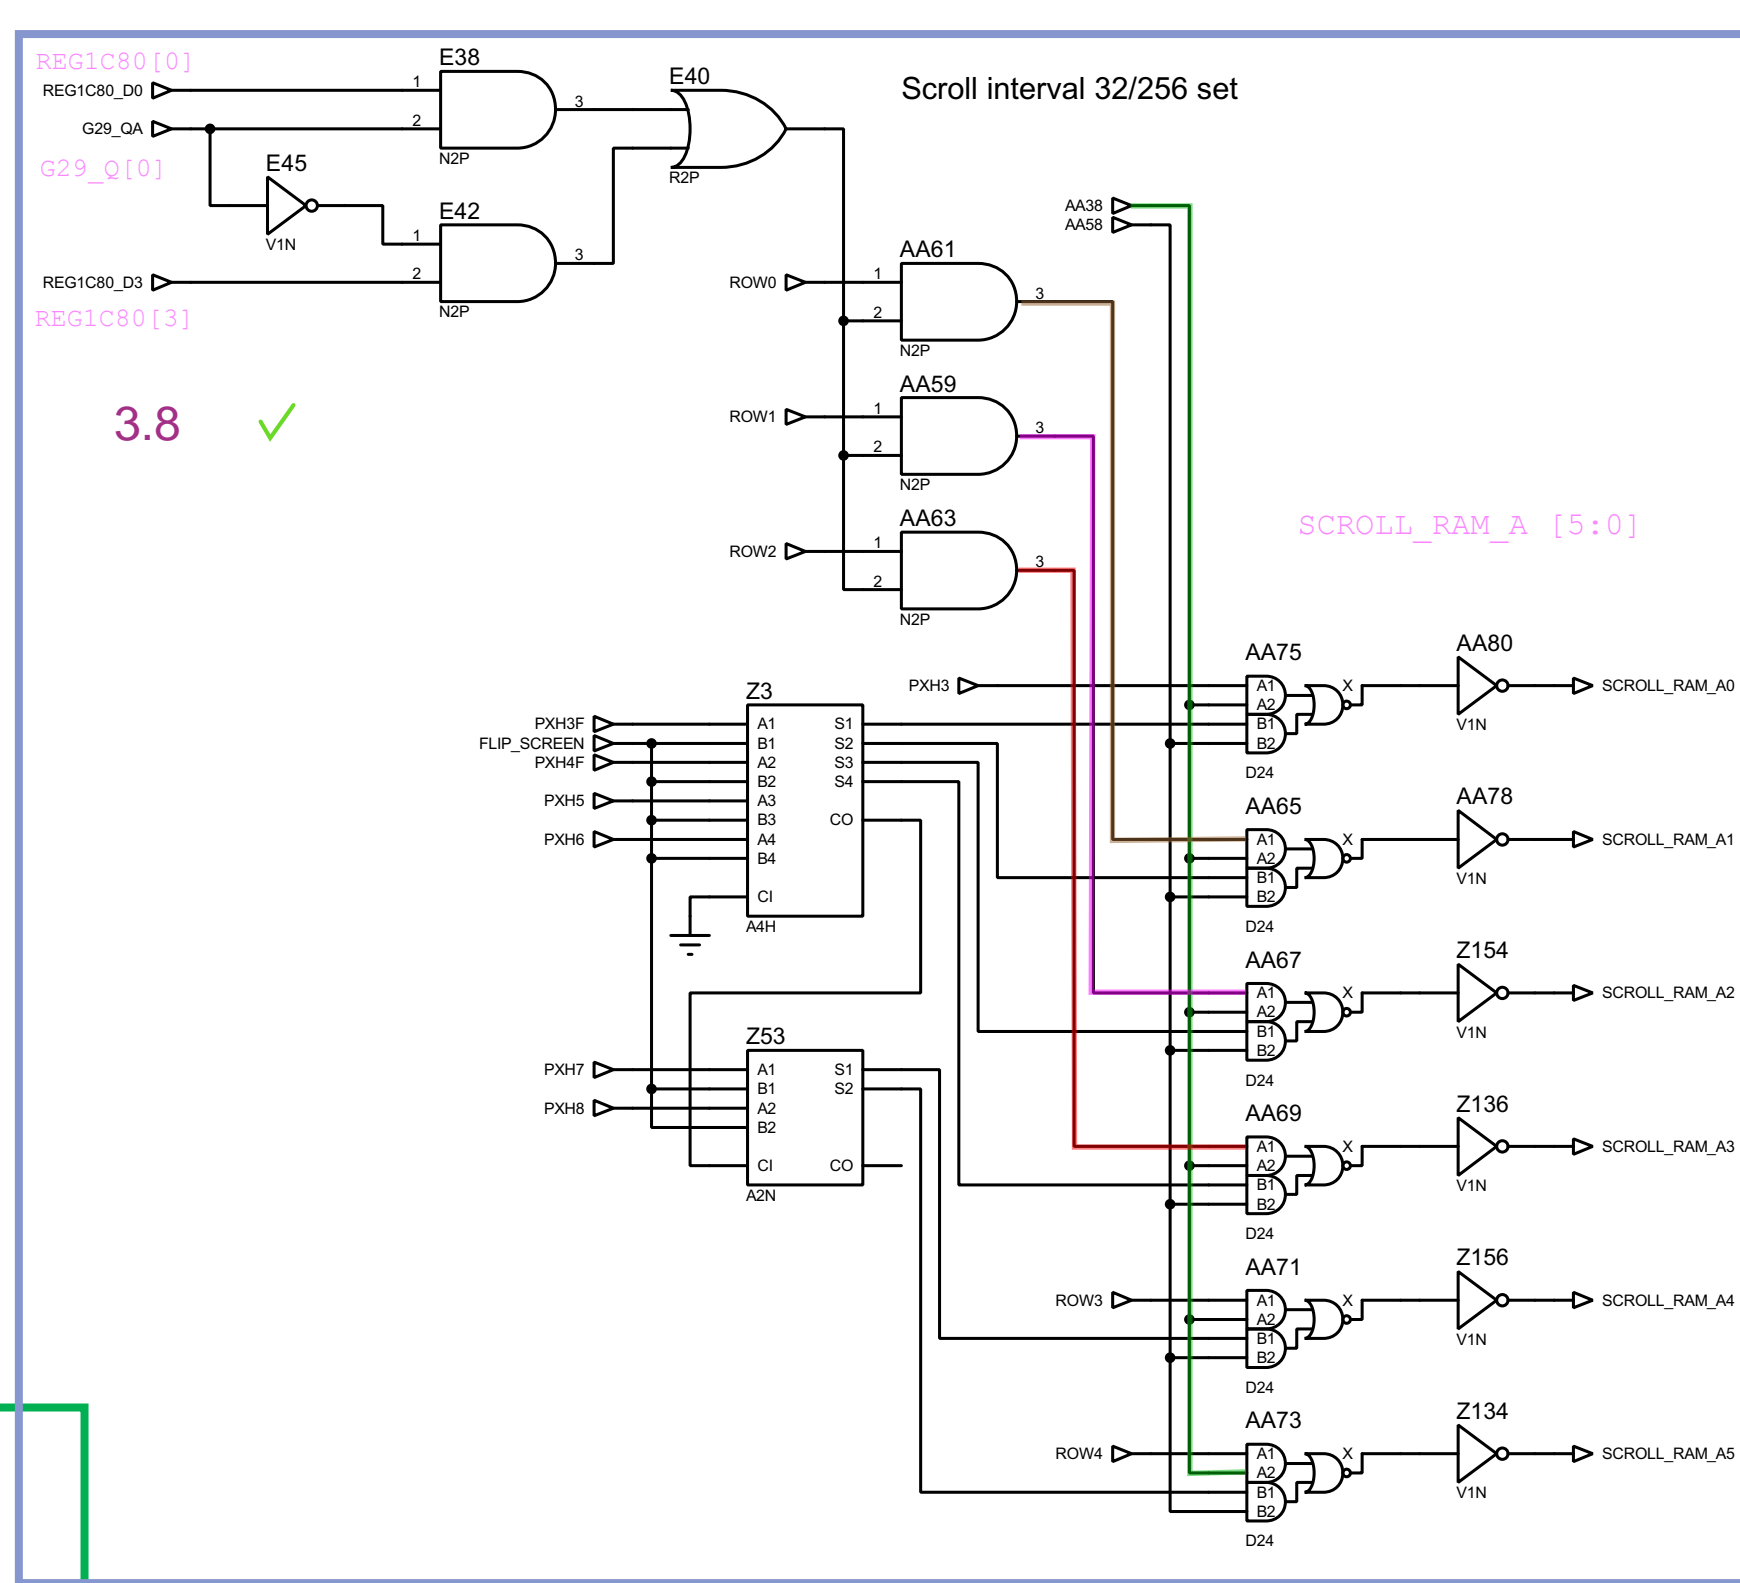 REG1C80[0]
REG1C80_D0
G29_QA
G29_Q[0]
E45
V1N
REG1C80_D3
REG1C80[3]
E38
1
2
3
N2P
E42
1
2
3
N2P
E40
R2P
Scroll interval 32/256 set
3.8
AA38
AA58
ROW0
AA61
1
2
3
N2P
ROW1
AA59
1
2
3
N2P
ROW2
AA63
1
2
3
N2P
SCROLL_RAM_A [5:0]
PXH3F
FLIP_SCREEN
PXH4F
PXH5
PXH6
Z3
A1 S1
B1 S2
A2 S3
B2 S4
A3
B3 CO
A4
B4
CI
A4H
PXH7
PXH8
Z53
A1 S1
B1 S2
A2
B2
CI CO
A2N
PXH3
AA75
A1
A2
B1
B2
X
D24
AA80
V1N
SCROLL_RAM_A0
AA65
A1
A2
B1
B2
X
D24
AA78
V1N
SCROLL_RAM_A1
AA67
A1
A2
B1
B2
X
D24
Z154
V1N
SCROLL_RAM_A2
AA69
A1
A2
B1
B2
X
D24
Z136
V1N
SCROLL_RAM_A3
ROW3
AA71
A1
A2
B1
B2
X
D24
Z156
V1N
SCROLL_RAM_A4
ROW4
AA73
A1
A2
B1
B2
X
D24
Z134
V1N
SCROLL_RAM_A5